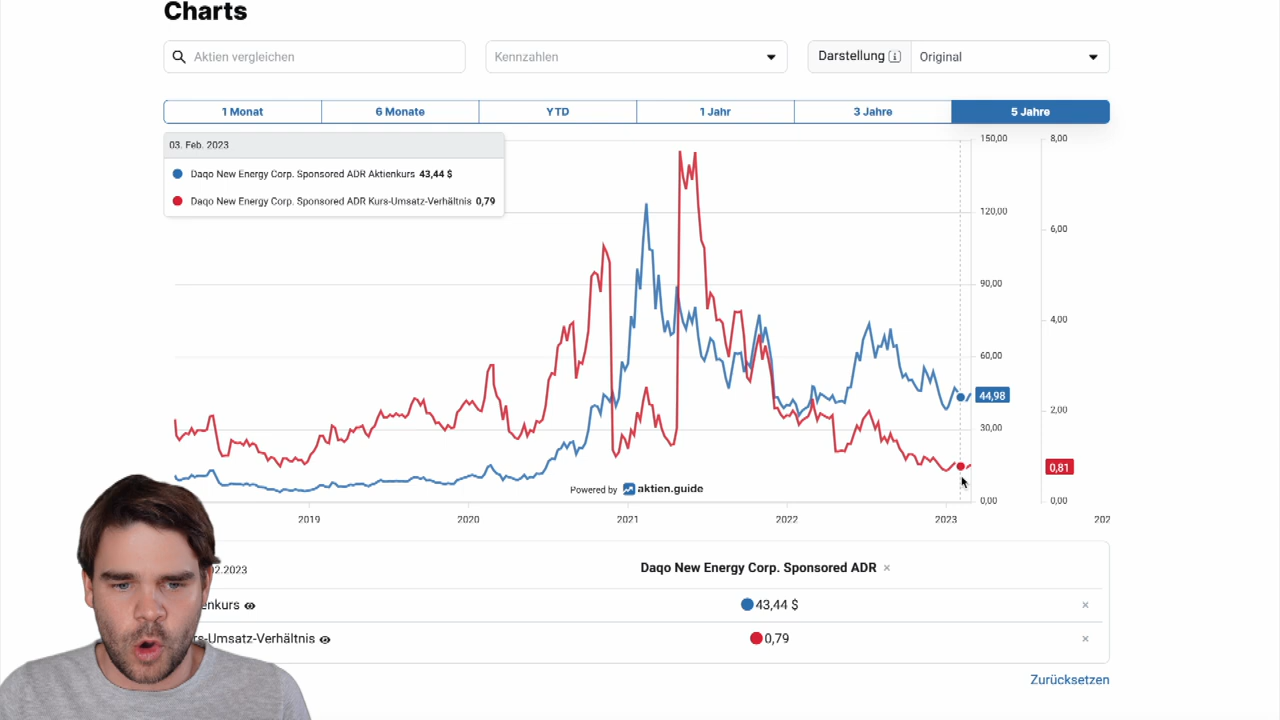 Charts
Aktien vergleichen
Kennzahlen
Darstellung i
Original
1 Monat 6 Monate YTD 1 Jahr 3 Jahre 5 Jahre
03. Feb. 2023
Daqo New Energy Corp. Sponsored ADR Aktienkurs 43,44 $
Daqo New Energy Corp. Sponsored ADR Kurs-Umsatz-Verhältnis 0,79
150,00 8,00
120,00
6,00
90,00
4,00
60,00
44,98
2,00
30,00
0,81
Powered by aktien.guide
0,00 0,00
2019 2020 2021 2022 2023 202
02.2023 Daqo New Energy Corp. Sponsored ADR ×
enkurs 43,44 $ ×
rs-Umsatz-Verhältnis 0,79 ×
Zurücksetzen